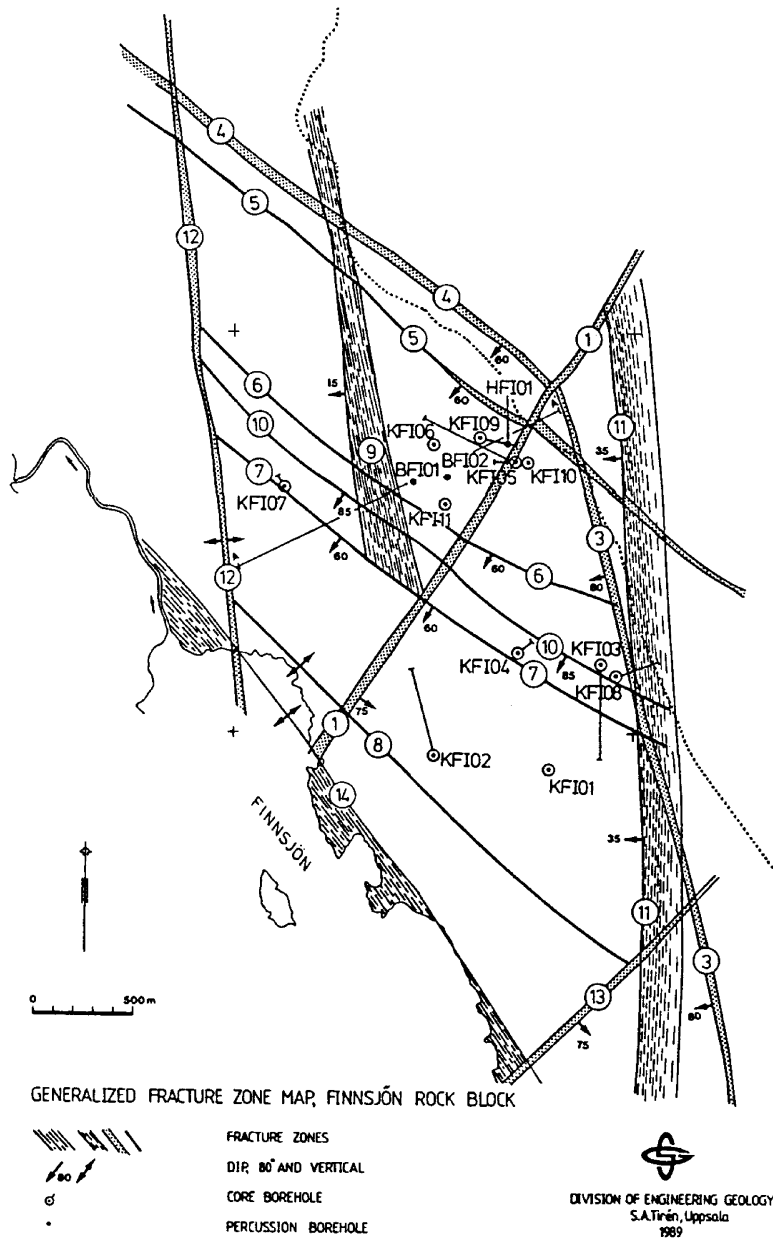 4
5
12
4
1
5
60
HFI01
6
60
15
KFI09
KFI06
11
10
9
35
BFI01
BFI02
KFI05
KFI10
7
KFI07
KFI11
85
60
3
60
6
12
80
60
10
KFI03
KFI04
7
85
KFI08
75
1
8
KFI02
KFI01
14
FINNSJÖN
35
11
3
0
500m
13
80
75
GENERALIZED FRACTURE ZONE MAP, FINNSJÖN ROCK BLOCK
FRACTURE ZONES
80
DIP, 80° AND VERTICAL
CORE BOREHOLE
PERCUSSION BOREHOLE
DIVISION OF ENGINEERING GEOLOGY
S.A.Tirén, Uppsala
1989